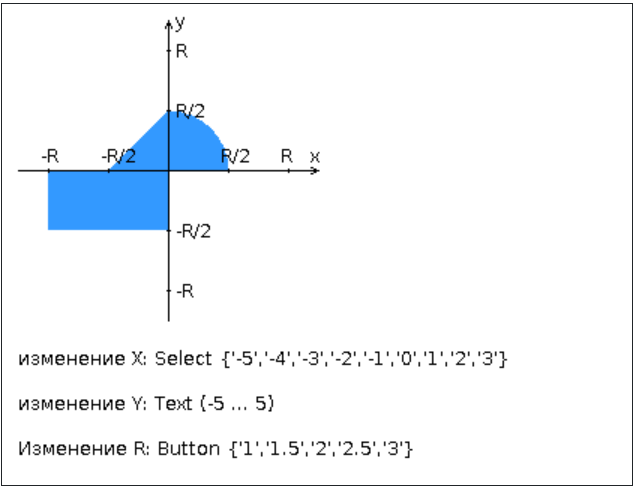 y
R
R/2
-R -R/2 R/2 R x
-R/2
-R
изменение X: Select {'-5','-4','-3','-2','-1','0','1','2','3'}
изменение Y: Text (-5 ... 5)
Изменение R: Button {'1','1.5','2','2.5','3'}